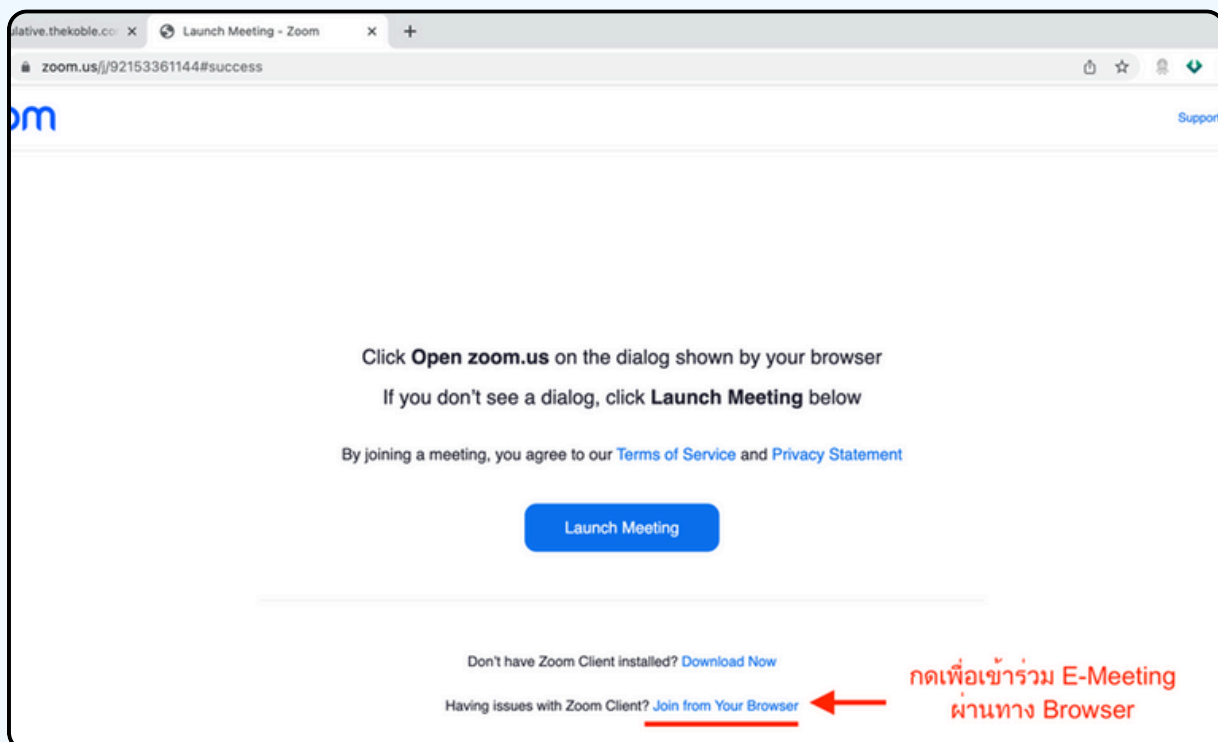 ulative.thekoble.co
Launch Meeting - Zoom
zoom.us/j/92153361144#success
om
Support
Click Open zoom.us on the dialog shown by your browser
If you don't see a dialog, click Launch Meeting below
By joining a meeting, you agree to our Terms of Service and Privacy Statement
Launch Meeting
Don't have Zoom Client installed? Download Now
Having issues with Zoom Client? Join from Your Browser
กดเพื่อเข้าร่วม E-Meeting
ผ่านทาง Browser